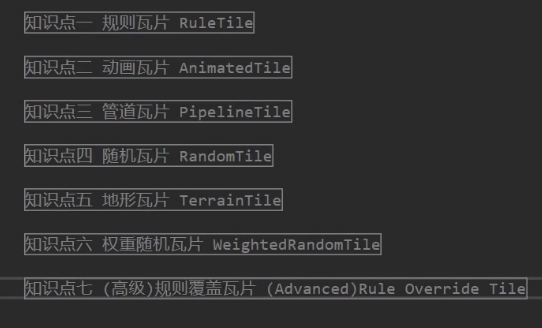 知识点一 规则瓦片 RuleTile
知识点二 动画瓦片 AnimatedTile
知识点三 管道瓦片 PipelineTile
知识点四 随机瓦片 RandomTile
知识点五 地形瓦片 TerrainTile
知识点六 权重随机瓦片 WeightedRandomTile
知识点七 (高级)规则覆盖瓦片 (Advanced)Rule Override Tile